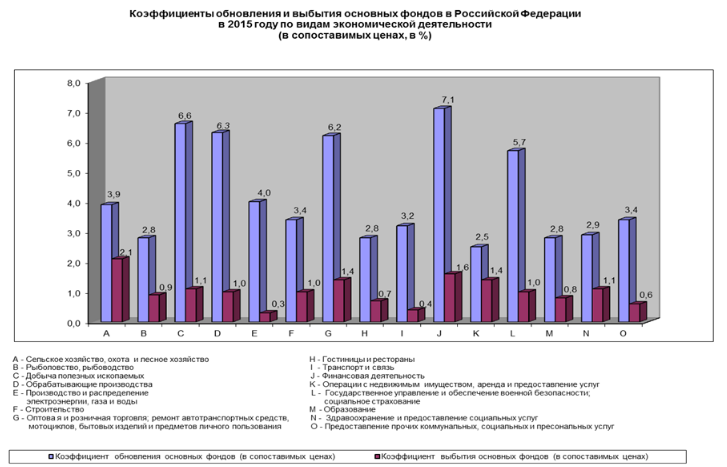 Коэффициенты обновления и выбытия основных фондов в Российской Федерации
в 2015 году по видам экономической деятельности
(в сопоставимых ценах, в %)
8,0
7,0
6,0
5,0
4,0
3,0
2,0
1,0
0,0
3,9
2,1
2,8
0,9
6,6
1,1
6,3
1,0
4,0
0,3
3,4
1,0
6,2
1,4
2,8
0,7
3,2
0,4
7,1
1,6
2,5
1,4
5,7
1,0
2,8
0,8
2,9
1,1
3,4
0,6
A B C D E F G H I J K L M N O
A - Сельское хозяйство, охота и лесное хозяйство
B - Рыболовство, рыбоводство
C - Добыча полезных ископаемых
D - Обрабатывающие производства
E - Производство и распределение
электроэнергии, газа и воды
F - Строительство
G - Оптовая я и розничная торговля; ремонт автотранспортных средств,
мотоциклов, бытовых изделий и предметов личного пользования
H - Гостиницы и рестораны
I - Транспорт и связь
J - Финансовая деятельность
K - Операции с недвижимым имуществом, аренда и предоставление услуг
L - Государственное управление и обеспечение военной безопасности;
социальное страхование
M - Образование
N - Здравоохранение и предоставление социальных услуг
O - Предоставление прочих коммунальных, социальных и пресональных услуг
Коэффициент обновления основных фондов (в сопоставимых ценах)
Коэффициент выбытия основных фондов (в сопоставимых ценах)